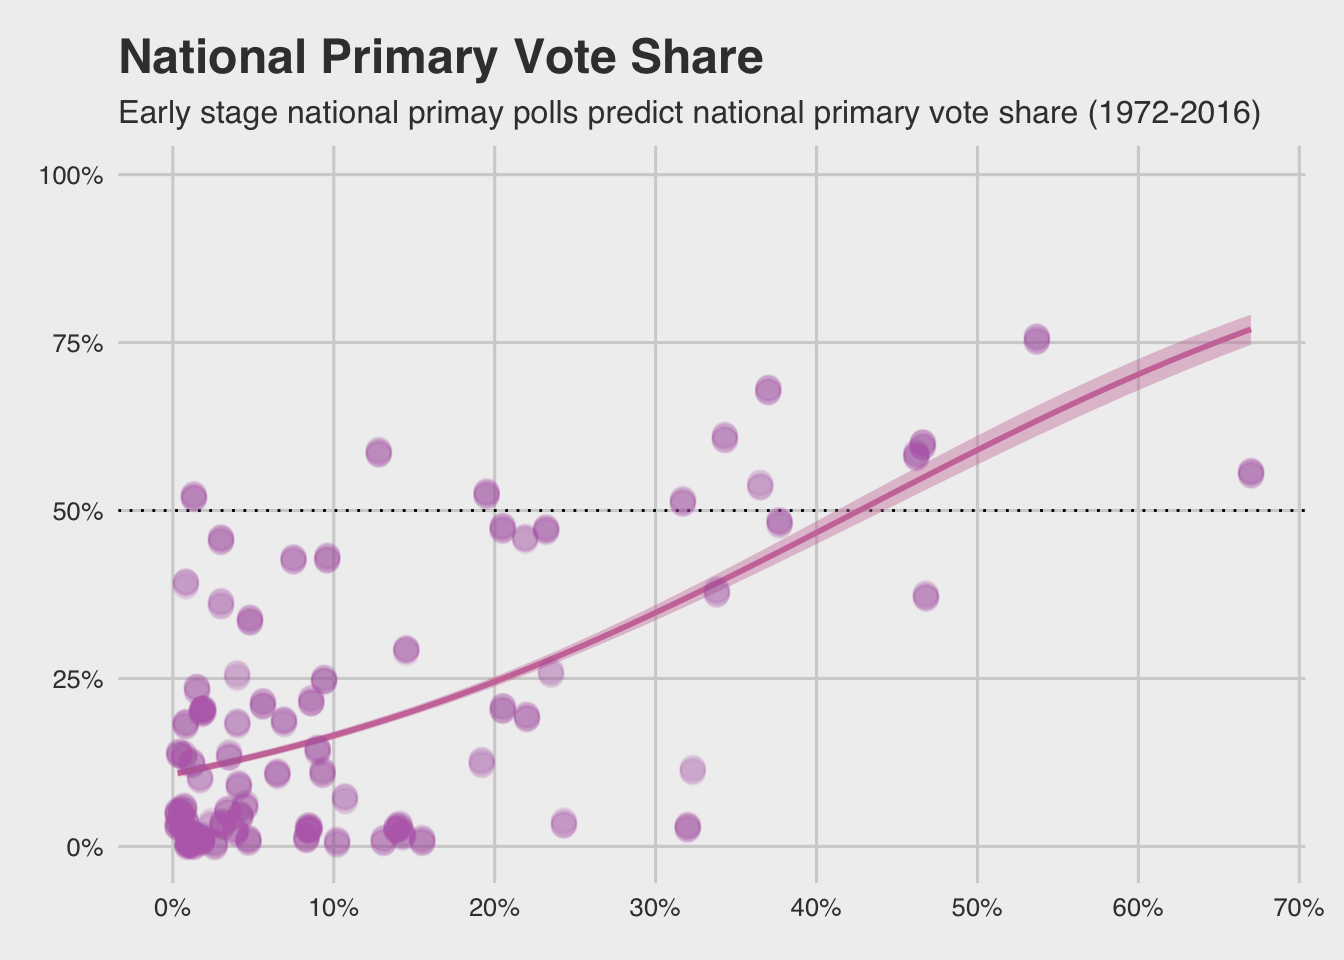 National Primary Vote Share
Early stage national primay polls predict national primary vote share (1972-2016)
100%
75%
50%
25%
0%
0% 10% 20% 30% 40% 50% 60% 70%